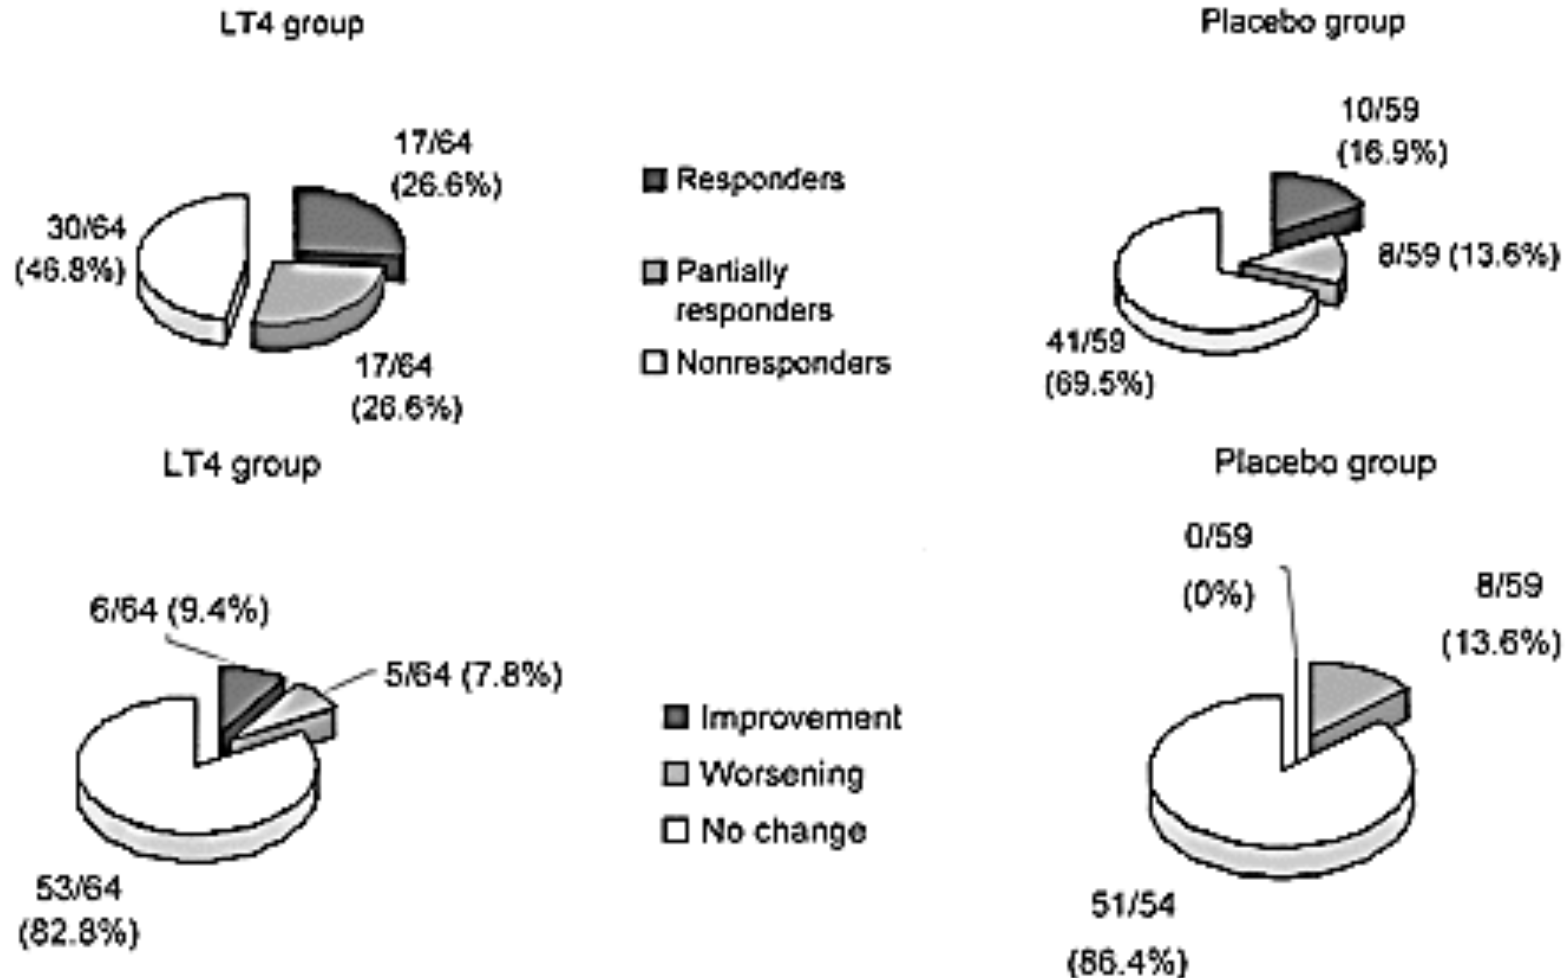 LT4 group
17/64
(26.6%)
30/64
(46.8%)
17/64
(26.6%)
Responders
Partially
responders
Nonresponders
Placebo group
10/59
(16.9%)
8/59 (13.6%)
41/59
(69.5%)
LT4 group
6/64 (9.4%)
5/64 (7.8%)
53/64
(82.8%)
Improvement
Worsening
No change
Placebo group
0/59
(0%)
8/59
(13.6%)
51/54
(86.4%)